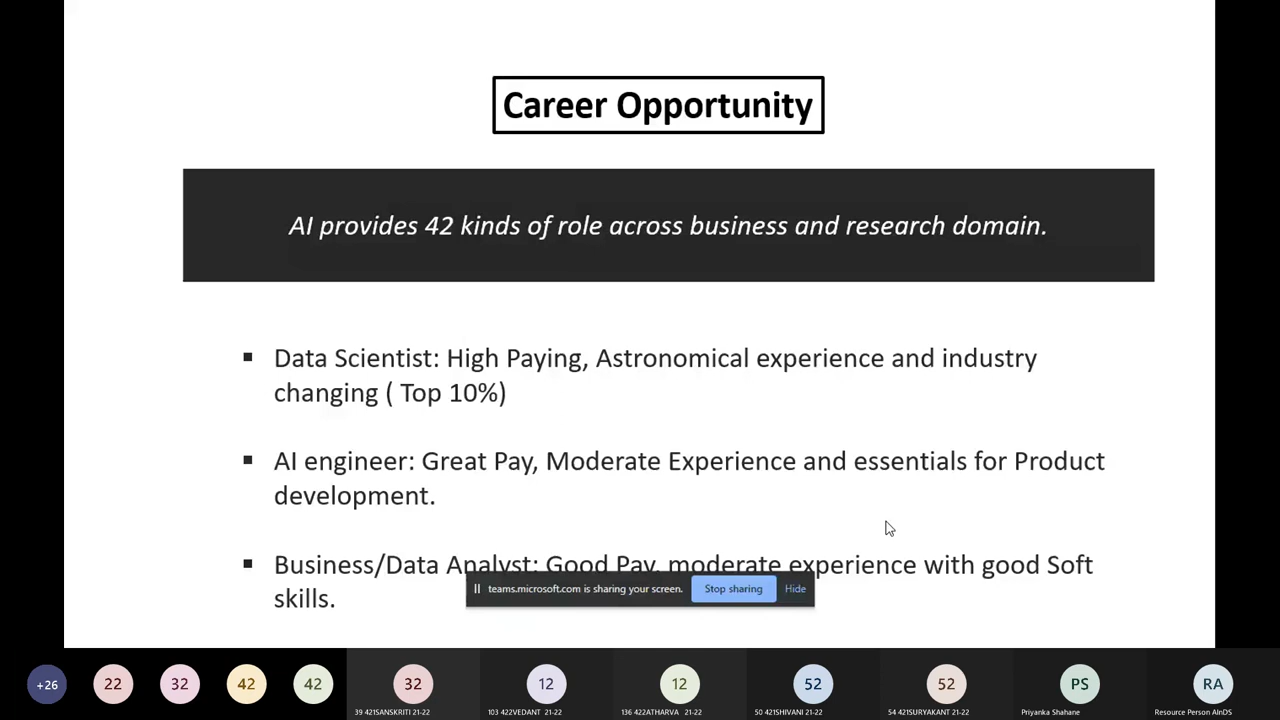 Career Opportunity
AI provides 42 kinds of role across business and research domain.
▪ Data Scientist: High Paying, Astronomical experience and industry
changing ( Top 10%)
▪ AI engineer: Great Pay, Moderate Experience and essentials for Product
development.
▪ Business/Data Analyst: Good Pay, moderate experience with good Soft
skills.
teams.microsoft.com is sharing your screen. Stop sharing Hide
+26 22 32 42 42 32 12 12 52 52 PS RA
39 421SANSKRITI 21-22 103 422VEDANT 21-22 136 422ATHARVA 21-22 50 421SHIVANI 21-22 54 421SURYAKANT 21-22 Priyanka Shahane Resource Person AInDS